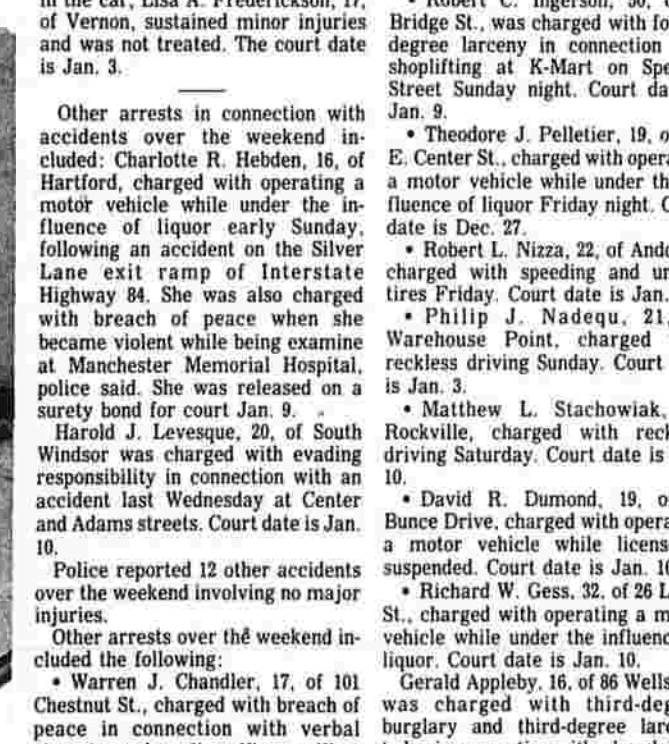 in the car, Lisa A. Frederickson, 17,
of Vernon, sustained minor injuries
and was not treated. The court date
is Jan. 3.
Other arrests in connection with
accidents over the weekend in-
cluded: Charlotte R. Hebden, 16, of
Hartford, charged with operating a
motor vehicle while under the in-
fluence of liquor early Sunday,
following an accident on the Silver
Lane exit ramp of Interstate
Highway 84. She was also charged
with breach of peace when she
became violent while being examine
at Manchester Memorial Hospital,
police said. She was released on a
surety bond for court Jan. 9.
Harold J. Levesque, 20, of South
Windsor was charged with evading
responsibility in connection with an
accident last Wednesday at Center
and Adams streets. Court date is Jan.
10.
Police reported 12 other accidents
over the weekend involving no major
injuries.
Other arrests over the weekend in-
cluded the following:
• Warren J. Chandler, 17, of 101
Chestnut St., charged with breach of
peace in connection with verbal
• Robert C. Ingerson, 50,
Bridge St., was charged with fo
degree larceny in connection
shoplifting at K-Mart on Spe
Street Sunday night. Court da
Jan. 9.
• Theodore J. Pelletier, 19, o
E. Center St., charged with opera
a motor vehicle while under th
fluence of liquor Friday night. C
date is Dec. 27.
• Robert L. Nizza, 22, of Ando
charged with speeding and un
tires Friday. Court date is Jan.
• Philip J. Nadequ, 21,
Warehouse Point, charged
reckless driving Sunday. Court
is Jan. 3.
• Matthew L. Stachowiak,
Rockville, charged with reck
driving Saturday. Court date is
10.
• David R. Dumond, 19, o
Bunce Drive, charged with opera
a motor vehicle while license
suspended. Court date is Jan. 10
• Richard W. Gess, 32, of 26 L
St., charged with operating a m
vehicle while under the influenc
liquor. Court date is Jan. 10.
Gerald Appleby, 16, of 86 Wells
was charged with third-deg
burglary and third-degree lar